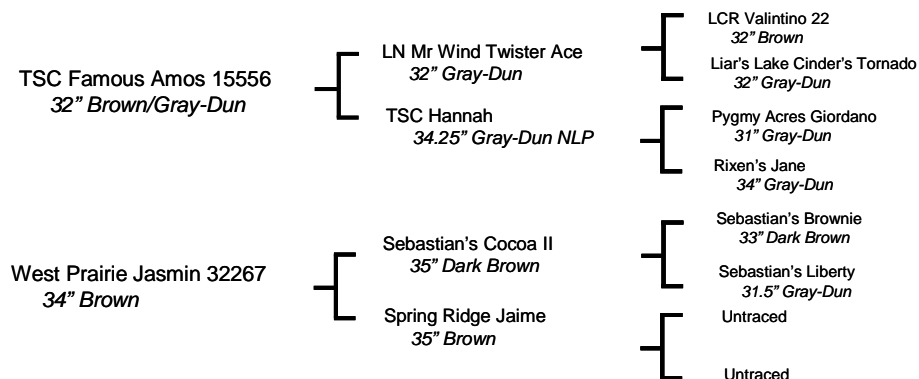 TSC Famous Amos 15556
32” Brown/Gray-Dun
LN Mr Wind Twister Ace
32” Gray-Dun
LCR Valintino 22
32” Brown
Liar’s Lake Cinder’s Tornado
32” Gray-Dun
TSC Hannah
34.25” Gray-Dun NLP
Pygmy Acres Giordano
31” Gray-Dun
Rixen’s Jane
34” Gray-Dun
West Prairie Jasmin 32267
34” Brown
Sebastian’s Cocoa II
35” Dark Brown
Sebastian’s Brownie
33” Dark Brown
Sebastian’s Liberty
31.5” Gray-Dun
Spring Ridge Jaime
35” Brown
Untraced
Untraced